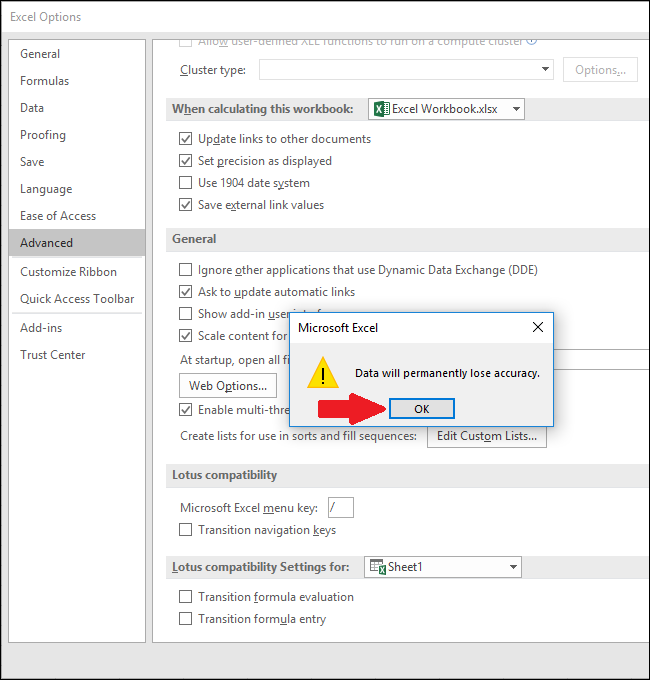 Excel Options
General
Formulas
Data
Proofing
Save
Language
Ease of Access
Advanced
Customize Ribbon
Quick Access Toolbar
Add-ins
Trust Center
Allow user-defined XLL functions to run on a compute cluster
Cluster type:
Options...
When calculating this workbook: Excel Workbook.xlsx
Update links to other documents
Set precision as displayed
Use 1904 date system
Save external link values
General
Ignore other applications that use Dynamic Data Exchange (DDE)
Ask to update automatic links
Show add-in user
Scale content for
At startup, open all fi
Web Options...
Enable multi-thre
Create lists for use in sorts and fill sequences: Edit Custom Lists...
Microsoft Excel
Data will permanently lose accuracy.
OK
Lotus compatibility
Microsoft Excel menu key: /
Transition navigation keys
Lotus compatibility Settings for: Sheet1
Transition formula evaluation
Transition formula entry